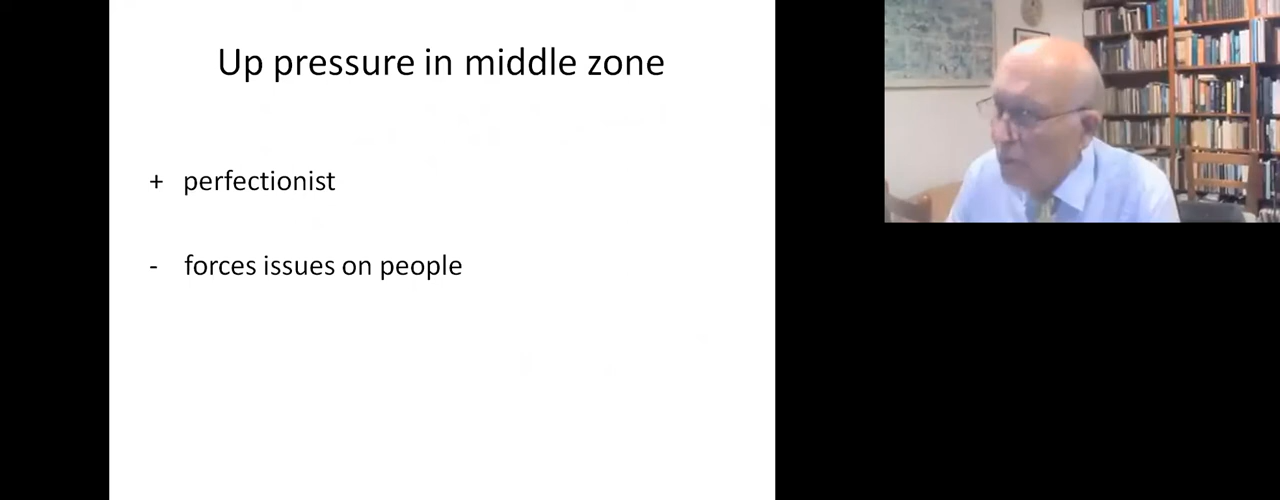 Up pressure in middle zone
+ perfectionist
- forces issues on people